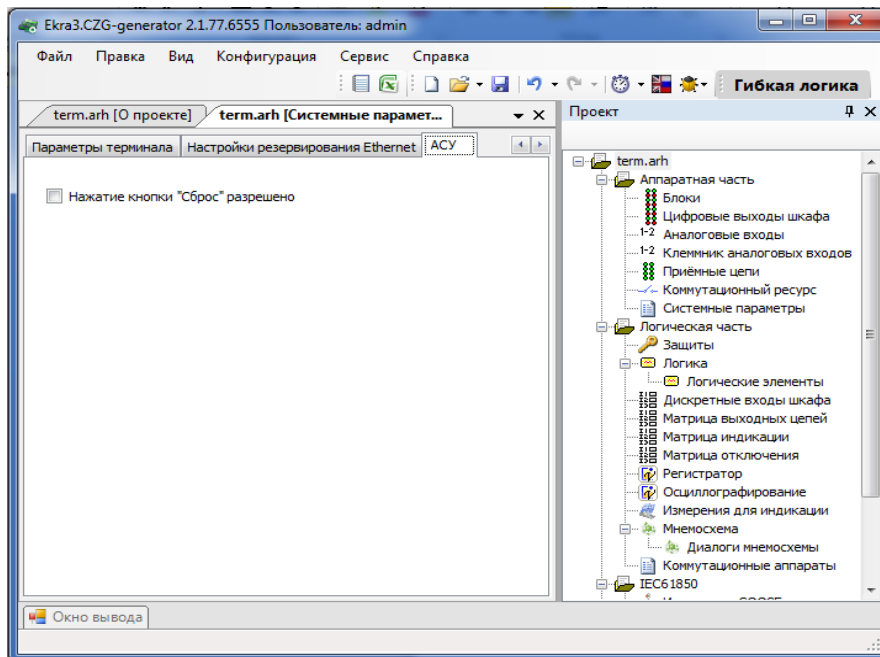 Ekra3.CZG-generator 2.1.77.6555 Пользователь: admin
Файл Правка Вид Конфигурация Сервис Справка
Гибкая логика
term.arh [О проекте] term.arh [Системные парамет...
Параметры терминала Настройки резервирования Ethernet АСУ
Нажатие кнопки "Сброс" разрешено
Проект
term.arh
Аппаратная часть
Блоки
Цифровые выходы шкафа
1-2 Аналоговые входы
1-2 Клеммник аналоговых входов
Приёмные цепи
Коммутационный ресурс
Системные параметры
Логическая часть
Защиты
Логика
Логические элементы
Дискретные входы шкафа
Матрица выходных цепей
Матрица индикации
Матрица отключения
Регистратор
Осциллографирование
Измерения для индикации
Мнемосхема
Диалоги мнемосхемы
Коммутационные аппараты
IEC61850
Окно вывода